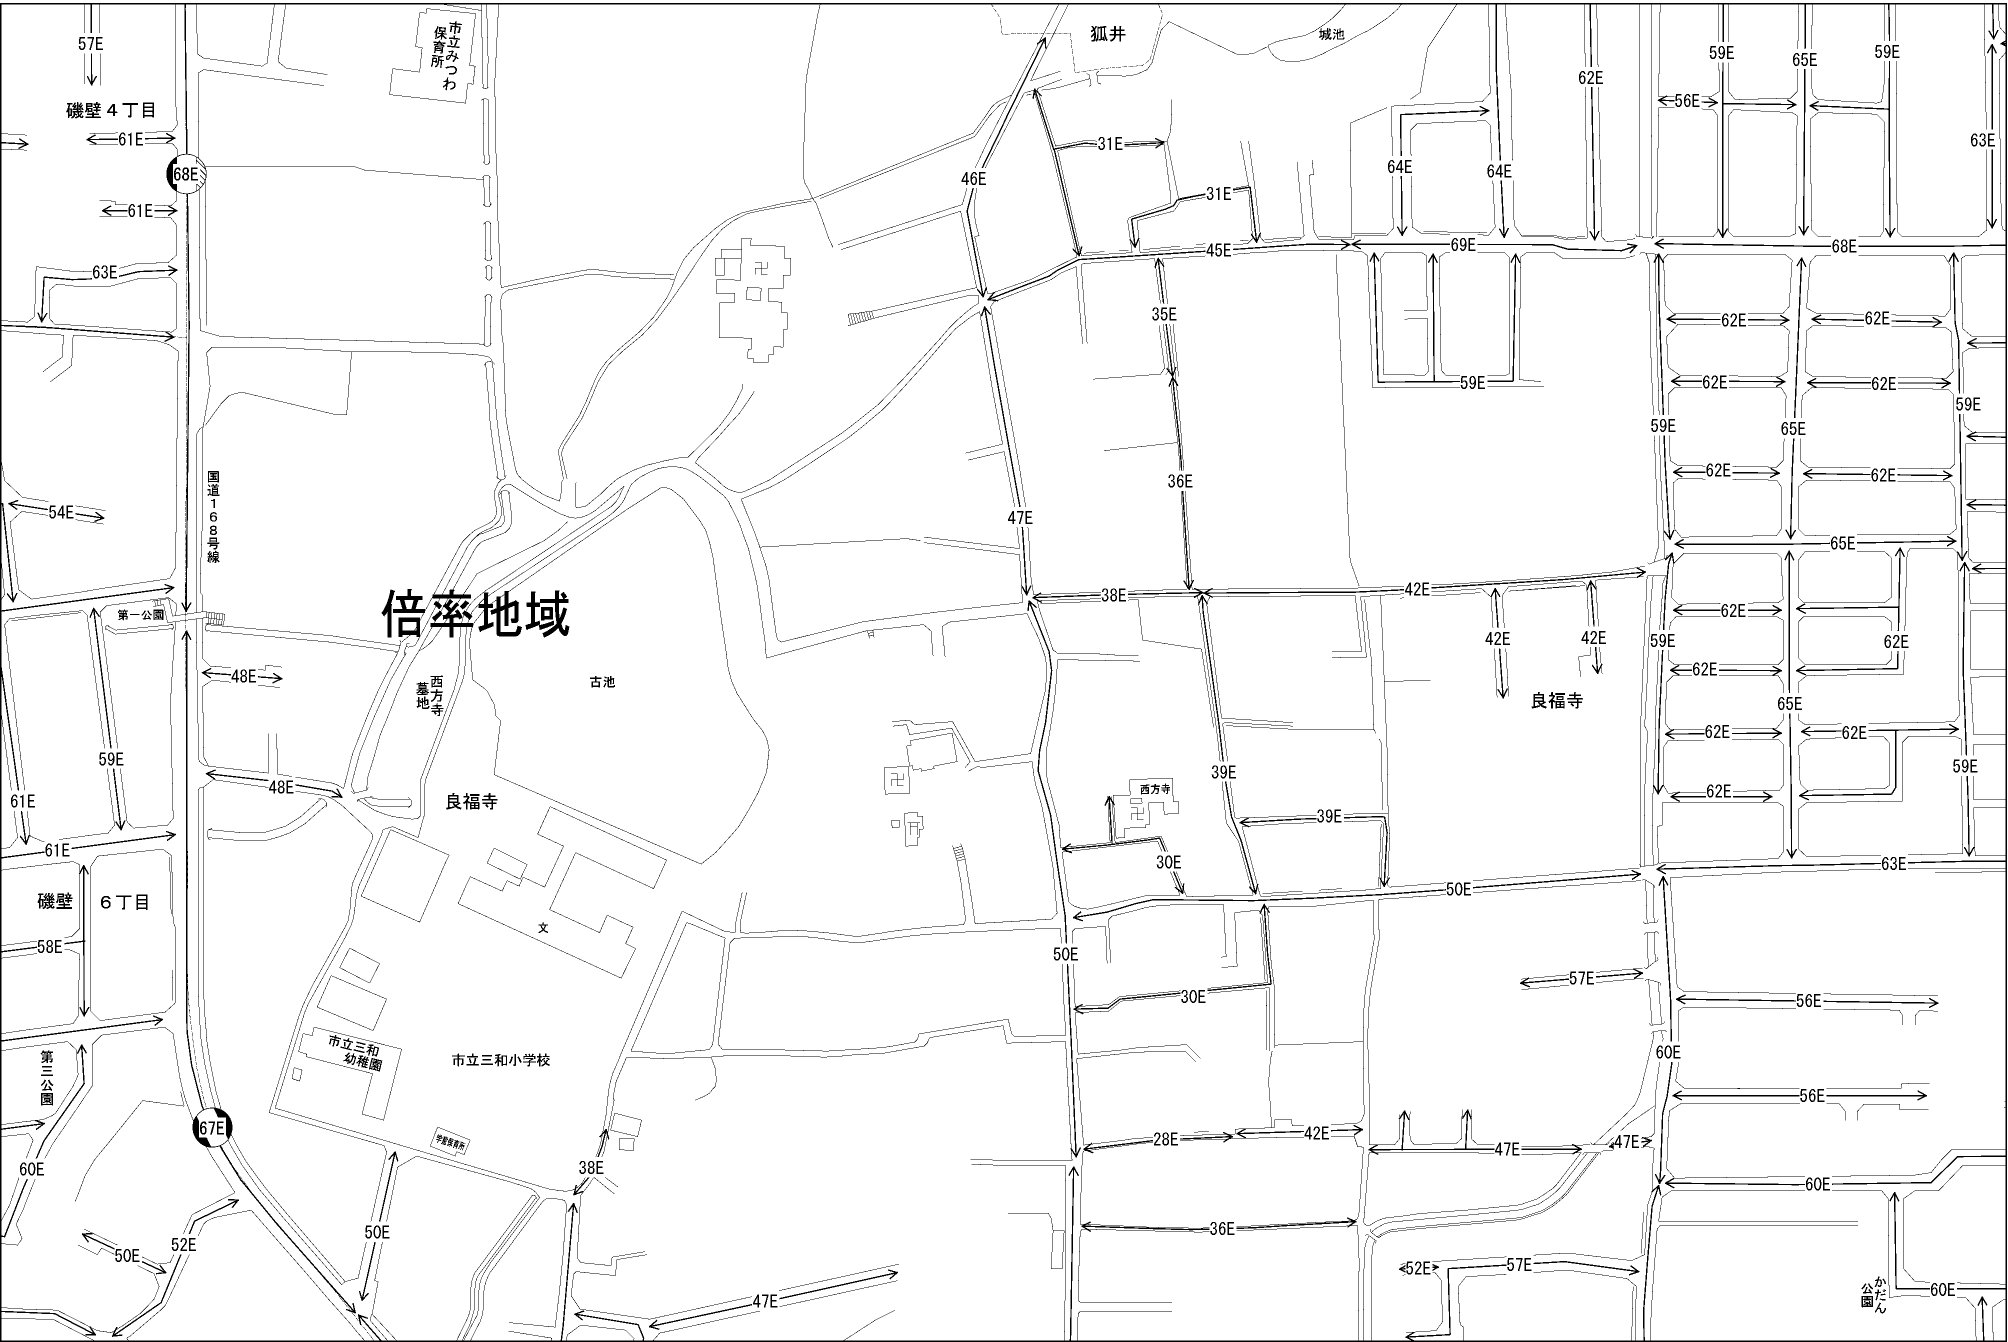 57E
市立みつわ
保育所
狐井
城池
62E
59E
65E
59E
56E
磯壁4丁目
61E
31E
63E
68E
46E
64E
64E
31E
61E
45E
69E
68E
63E
35E
62E
62E
59E
62E
62E
59E
59E
65E
62E
62E
36E
国道168号線
54E
47E
65E
38E
42E
倍率地域
第一公園
62E
42E
42E
59E
62E
48E
62E
西方寺
墓地
古池
良福寺
65E
62E
62E
59E
39E
59E
48E
西方寺
62E
61E
良福寺
39E
61E
30E
63E
50E
磯壁 6丁目
文
58E
50E
57E
30E
56E
市立三和
幼稚園
市立三和小学校
60E
第三公園
56E
67E
学童保育所
28E
42E
47E
47E
38E
60E
60E
36E
50E
52E
50E
52E
57E
かだん
公園
60E
47E